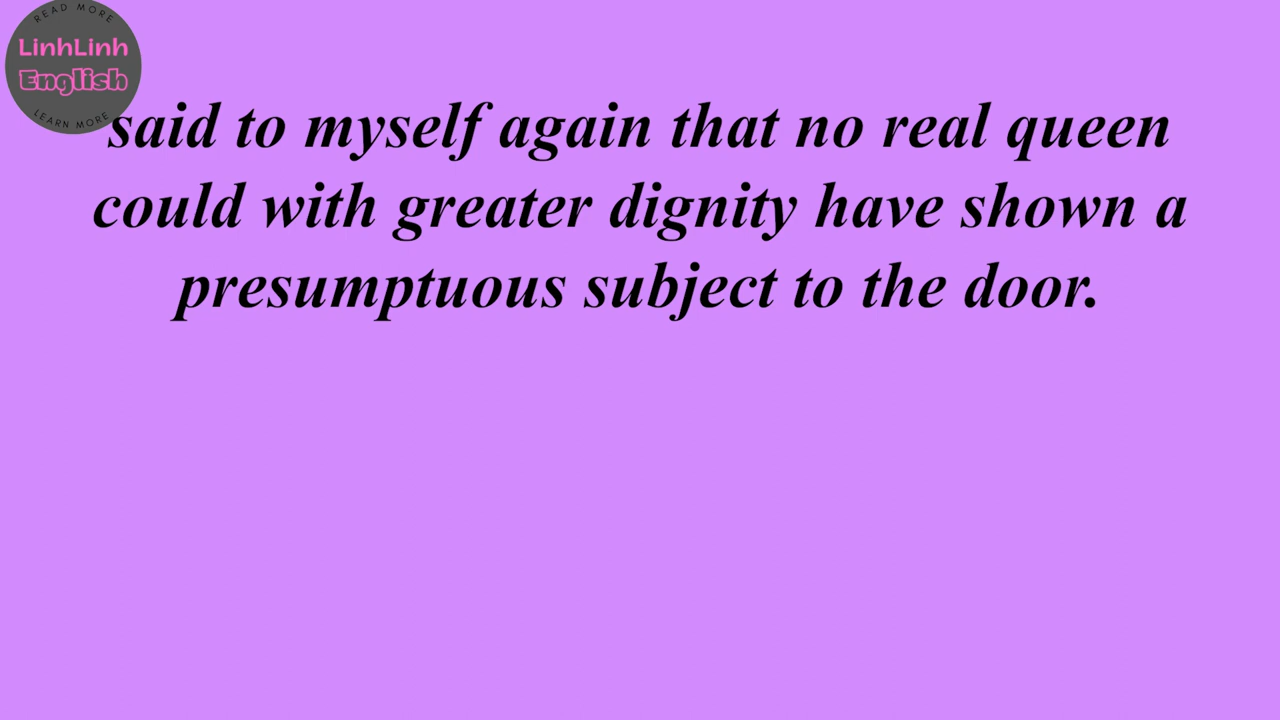 READ MORE
LinhLinh
English
LEARN MORE
said to myself again that no real queen
could with greater dignity have shown a
presumptuous subject to the door.